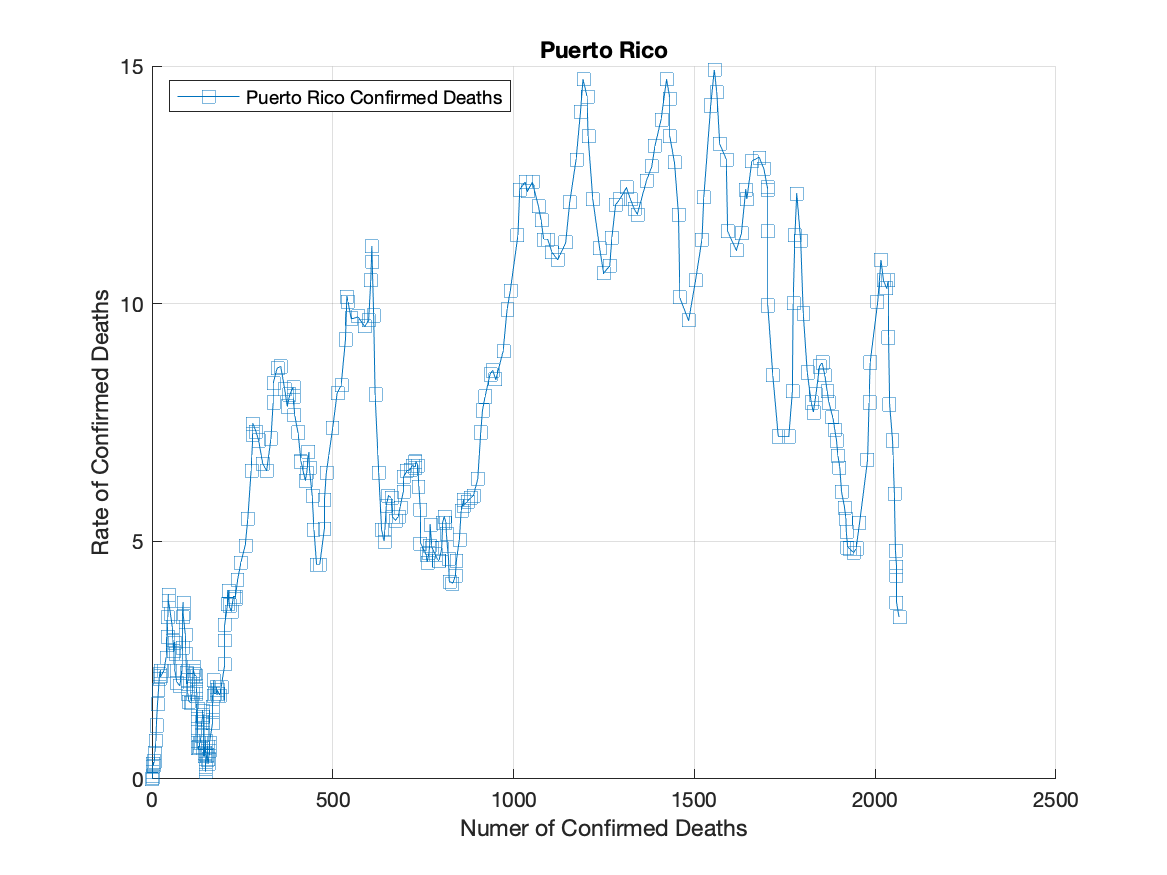 Puerto Rico
15
Puerto Rico Confirmed Deaths
10
5
0
Rate of Confirmed Deaths
0 500 1000 1500 2000 2500
Numer of Confirmed Deaths